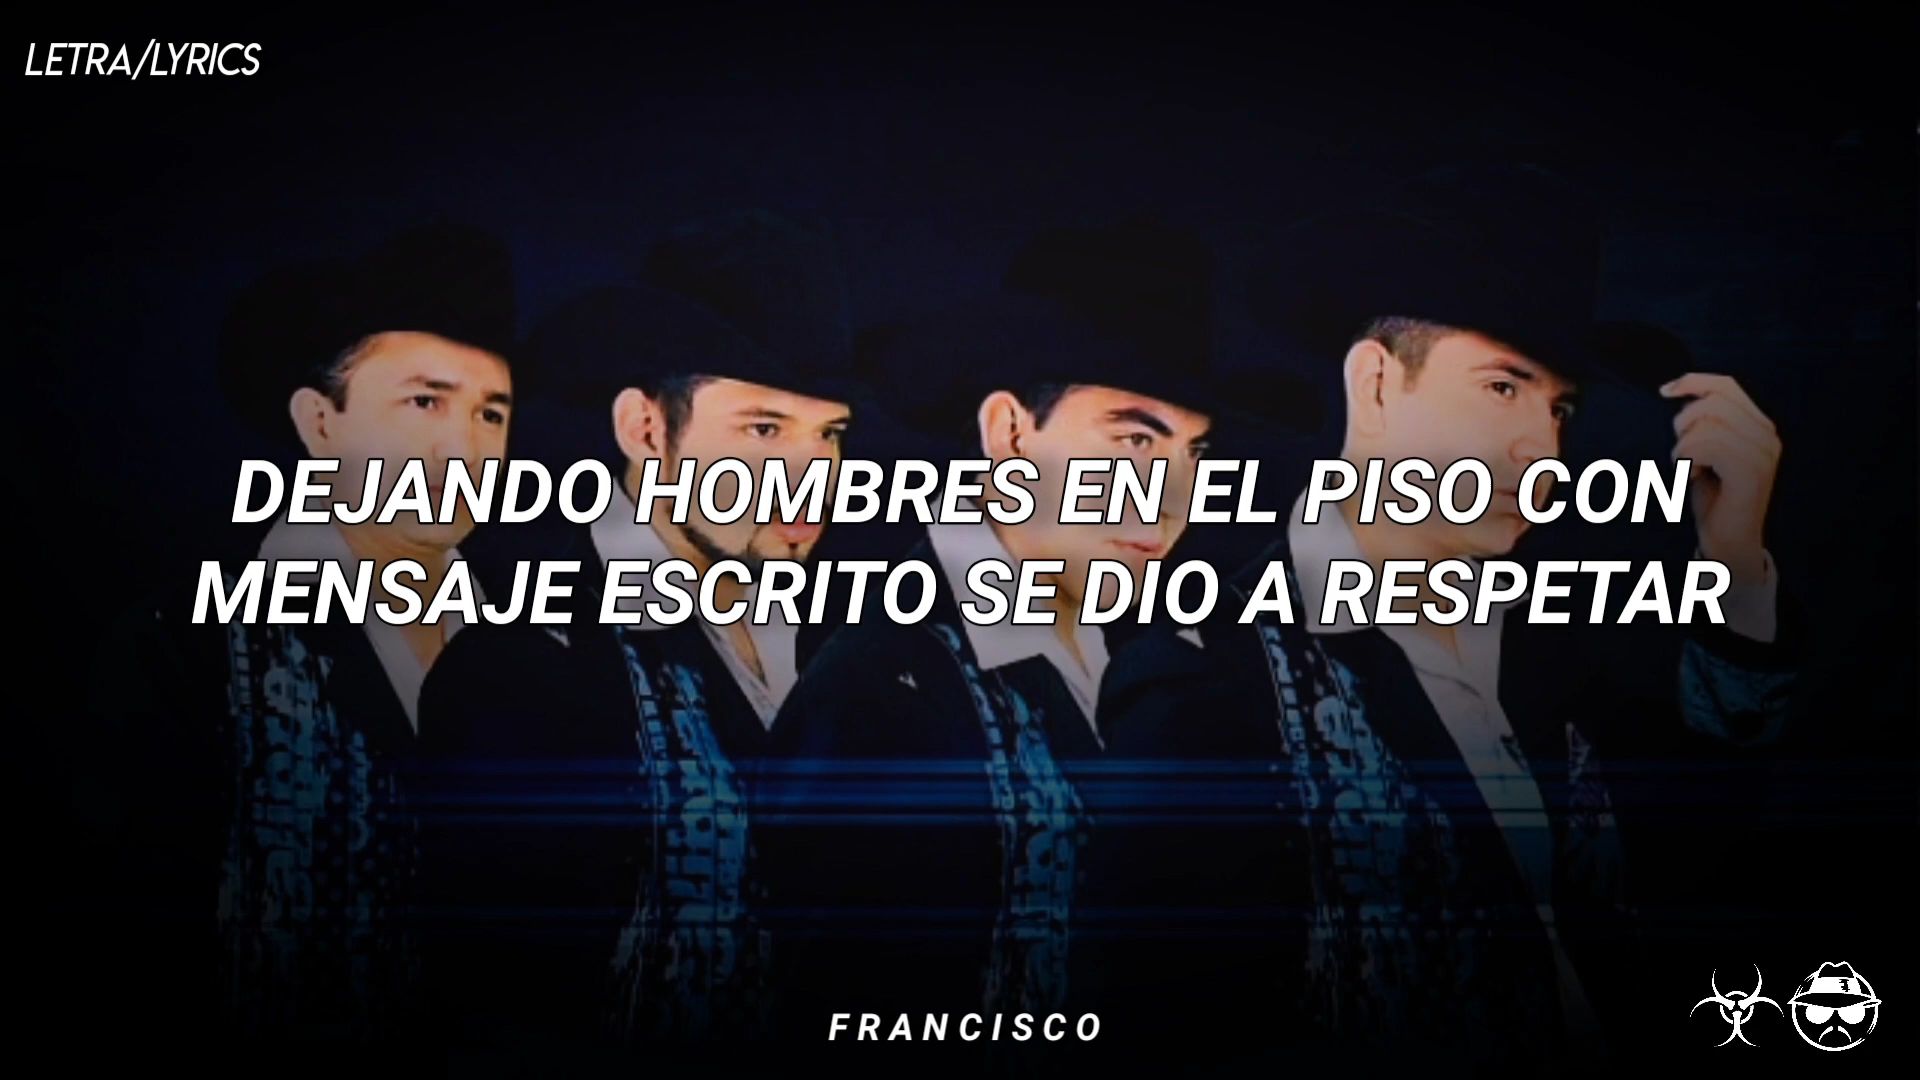 LETRA/LYRICS
DEJANDO HOMBRES EN EL PISO CON
MENSAJE ESCRITO SE DIO A RESPETAR
FRANCISCO